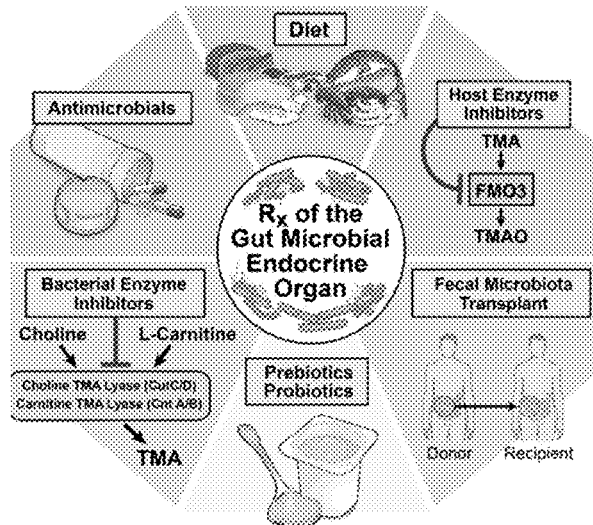 Diet
Antimicrobials
Host Enzyme
Inhibitors
TMA
FMO3
TMAO
Rx of the
Gut Microbial
Endocrine
Organ
Bacterial Enzyme
Inhibitors
Choline L-Carnitine
Choline TMA Lyase (CutC/D)
Carnitine TMA Lyase (Cnt A/B)
TMA
Fecal Microbiota
Transplant
Donor Recipient
Prebiotics
Probiotics